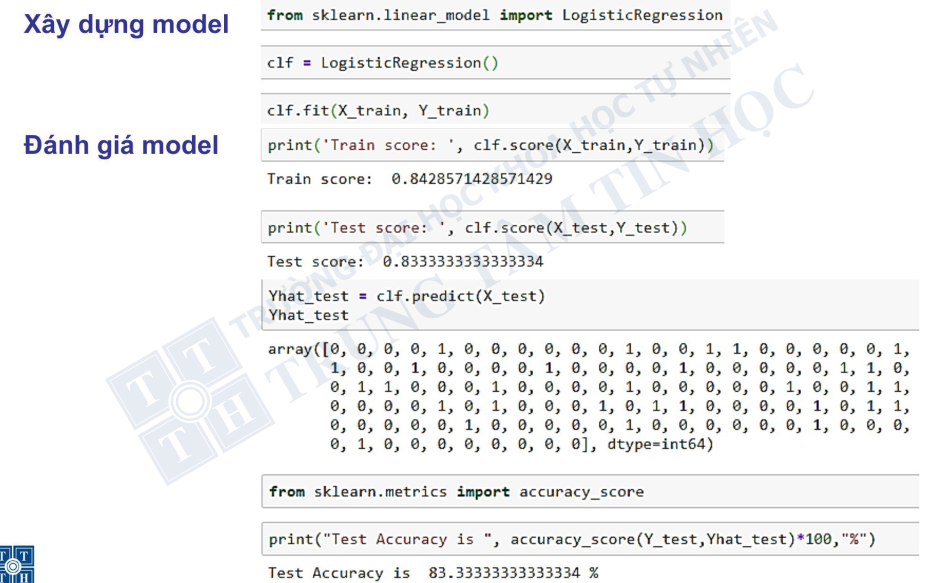 Xây dựng model
from sklearn.linear_model import LogisticRegression
clf = LogisticRegression()
clf.fit(X_train, Y_train)
Đánh giá model
print('Train score: ', clf.score(X_train,Y_train))
Train score:  0.8428571428571429
print('Test score: ', clf.score(X_test,Y_test))
Test score:  0.8333333333333334
Yhat_test = clf.predict(X_test)
Yhat_test
array([0, 0, 0, 0, 1, 0, 0, 0, 0, 0, 0, 1, 0, 0, 1, 1, 0, 0, 0, 0, 0, 1,
1, 0, 0, 1, 0, 0, 0, 0, 1, 0, 0, 0, 0, 1, 0, 0, 0, 0, 0, 1, 1, 0,
0, 1, 1, 0, 0, 0, 1, 0, 0, 0, 0, 1, 0, 0, 0, 0, 0, 1, 0, 0, 1, 1,
0, 0, 0, 0, 1, 0, 1, 0, 0, 0, 1, 0, 1, 1, 0, 0, 0, 0, 1, 0, 1, 1,
0, 0, 0, 0, 0, 1, 0, 0, 0, 0, 0, 1, 0, 0, 0, 0, 0, 0, 1, 0, 0, 0,
0, 1, 0, 0, 0, 0, 0, 0, 0, 0], dtype=int64)
from sklearn.metrics import accuracy_score
print("Test Accuracy is ", accuracy_score(Y_test,Yhat_test)*100,"%")
Test Accuracy is  83.33333333333334 %
TRƯỜNG ĐẠI HỌC KHOA HỌC TỰ NHIÊN
TRUNG TÂM TIN HỌC
T T
T H
T T
T H